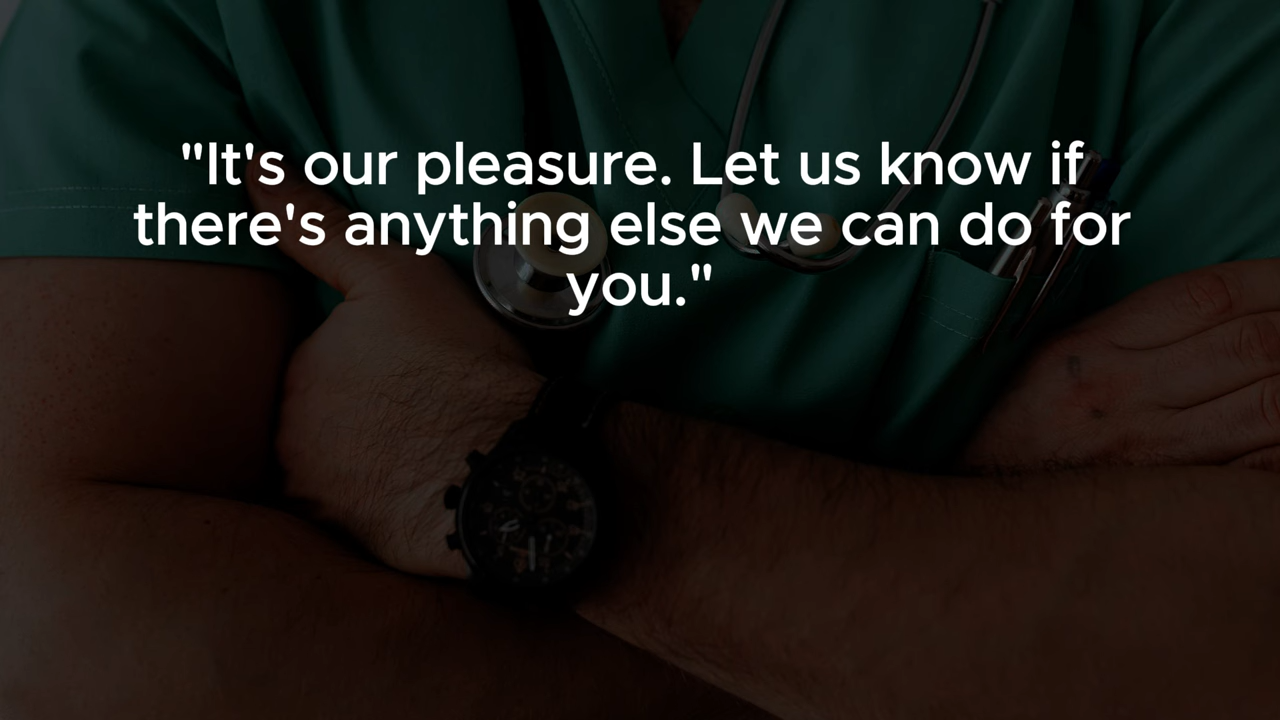 "It's our pleasure. Let us know if
there's anything else we can do for
you."